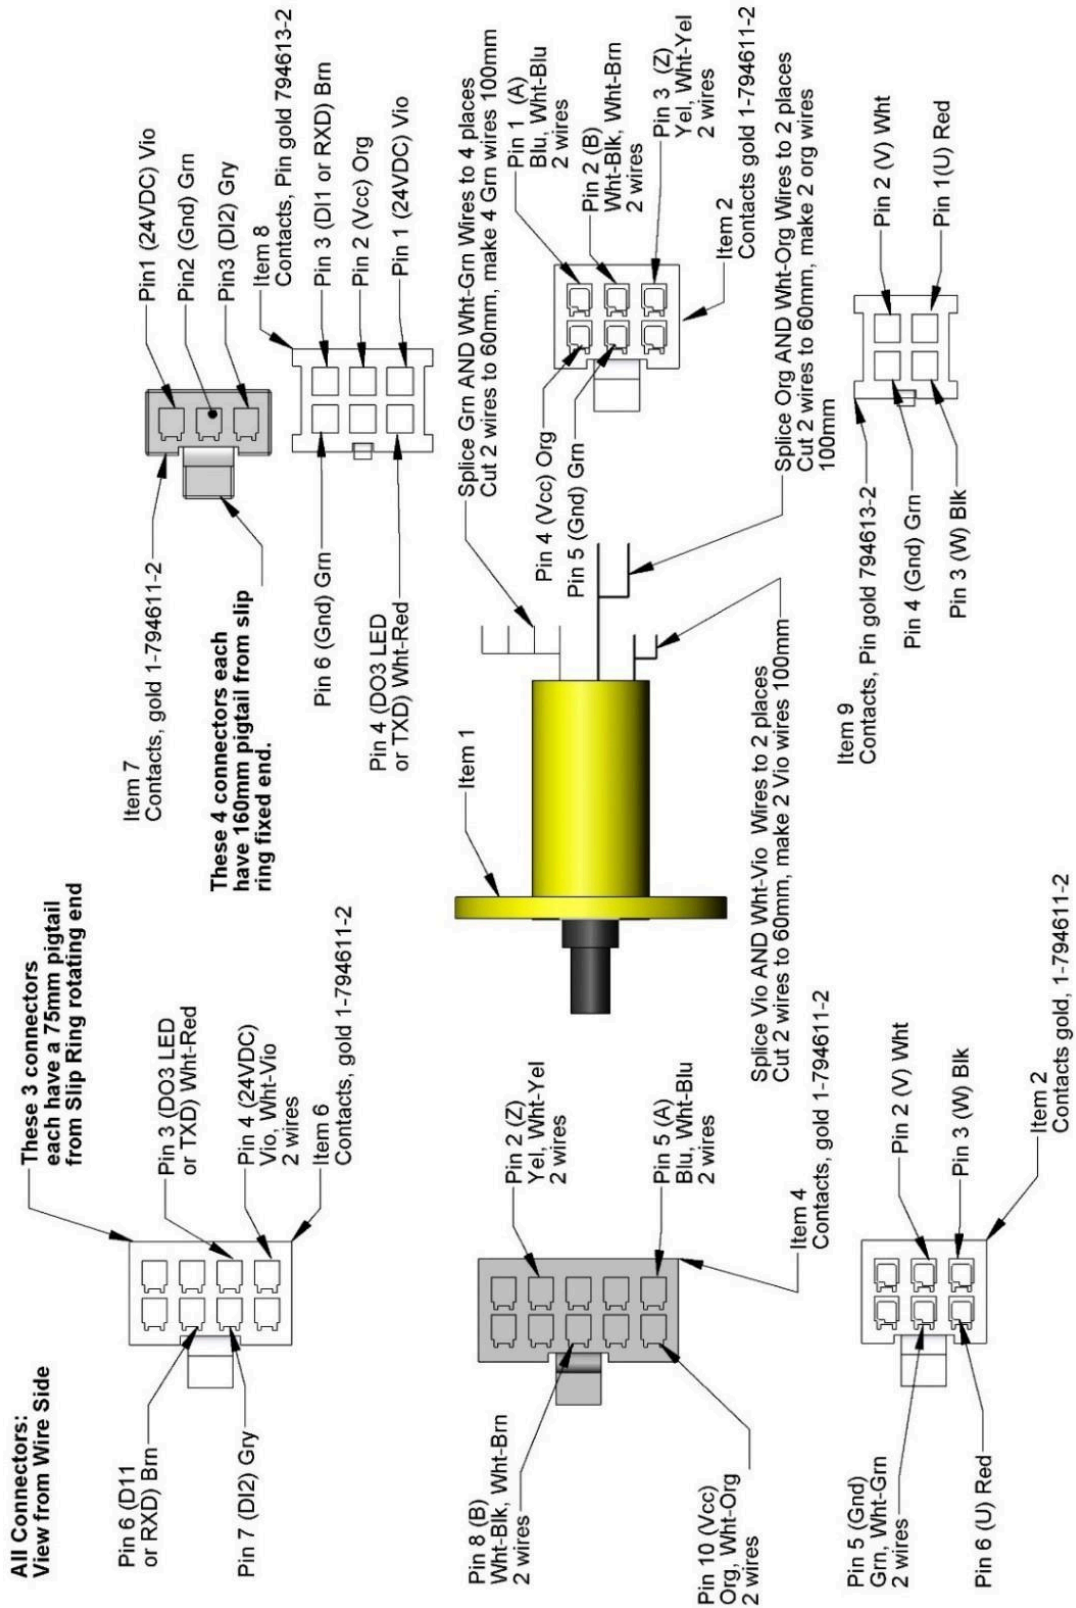 All Connectors:
View from Wire Side
These 3 connectors
each have a 75mm pigtail
from Slip Ring rotating end
Pin 6 (D11
or RXD) Brn
Pin 7 (DI2) Gry
Pin 3 (DO3 LED
or TXD) Wht-Red
Pin 4 (24VDC)
Vio, Wht-Vio
2 wires
Item 6
Contacts, gold 1-794611-2
Item 7
Contacts, gold 1-794611-2
These 4 connectors each
have 160mm pigtail from slip
ring fixed end.
Pin1 (24VDC) Vio
Pin2 (Gnd) Grn
Pin3 (DI2) Gry
Item 8
Contacts, Pin gold 794613-2
Pin 3 (DI1 or RXD) Brn
Pin 2 (Vcc) Org
Pin 1 (24VDC) Vio
Pin 6 (Gnd) Grn
Pin 4 (DO3 LED
or TXD) Wht-Red
Pin 8 (B)
Wht-Blk, Wht-Brn
2 wires
Pin 10 (Vcc)
Org, Wht-Org
2 wires
Pin 2 (Z)
Yel, Wht-Yel
2 wires
Pin 5 (A)
Blu, Wht-Blu
2 wires
Item 4
Contacts, gold 1-794611-2
Item 1
Splice Grn AND Wht-Grn Wires to 4 places
Cut 2 wires to 60mm, make 4 Grn wires 100mm
Pin 1 (A)
Blu, Wht-Blu
2 wires
Pin 2 (B)
Wht-Blk, Wht-Brn
2 wires
Pin 3 (Z)
Yel, Wht-Yel
2 wires
Pin 4 (Vcc) Org
Pin 5 (Gnd) Grn
Item 2
Contacts gold 1-794611-2
Splice Vio AND Wht-Vio Wires to 2 places
Cut 2 wires to 60mm, make 2 Vio wires 100mm
Splice Org AND Wht-Org Wires to 2 places
Cut 2 wires to 60mm, make 2 org wires
100mm
Pin 5 (Gnd)
Grn, Wht-Grn
2 wires
Pin 6 (U) Red
Pin 2 (V) Wht
Pin 3 (W) Blk
Item 2
Contacts gold, 1-794611-2
Item 9
Contacts, Pin gold 794613-2
Pin 4 (Gnd) Grn
Pin 3 (W) Blk
Pin 2 (V) Wht
Pin 1(U) Red